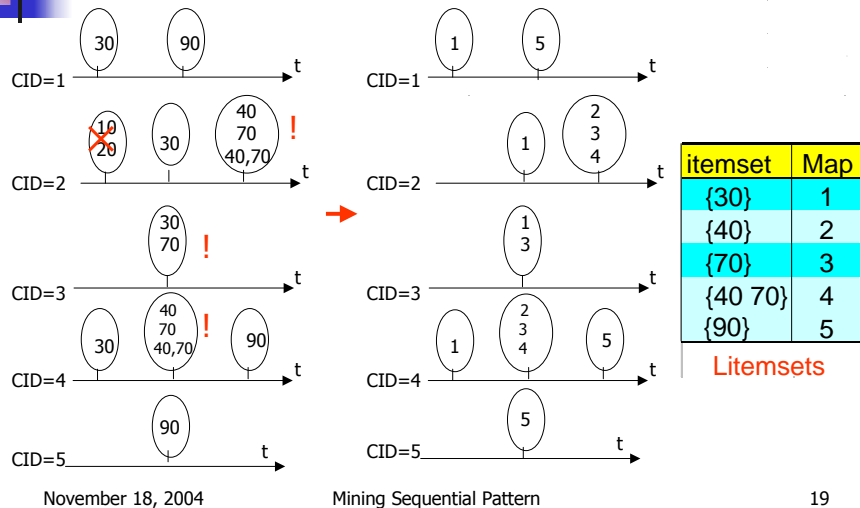 30
90
t
CID=1
10
20
30
40
70
40,70
!
t
CID=2
30
70
!
t
CID=3
30
40
70
40,70
!
90
t
CID=4
90
t
CID=5
1
5
t
CID=1
1
2
3
4
t
CID=2
1
3
t
CID=3
1
2
3
4
5
t
CID=4
5
t
CID=5
itemset Map
{30} 1
{40} 2
{70} 3
{40 70} 4
{90} 5
Litemsets
November 18, 2004 Mining Sequential Pattern 19